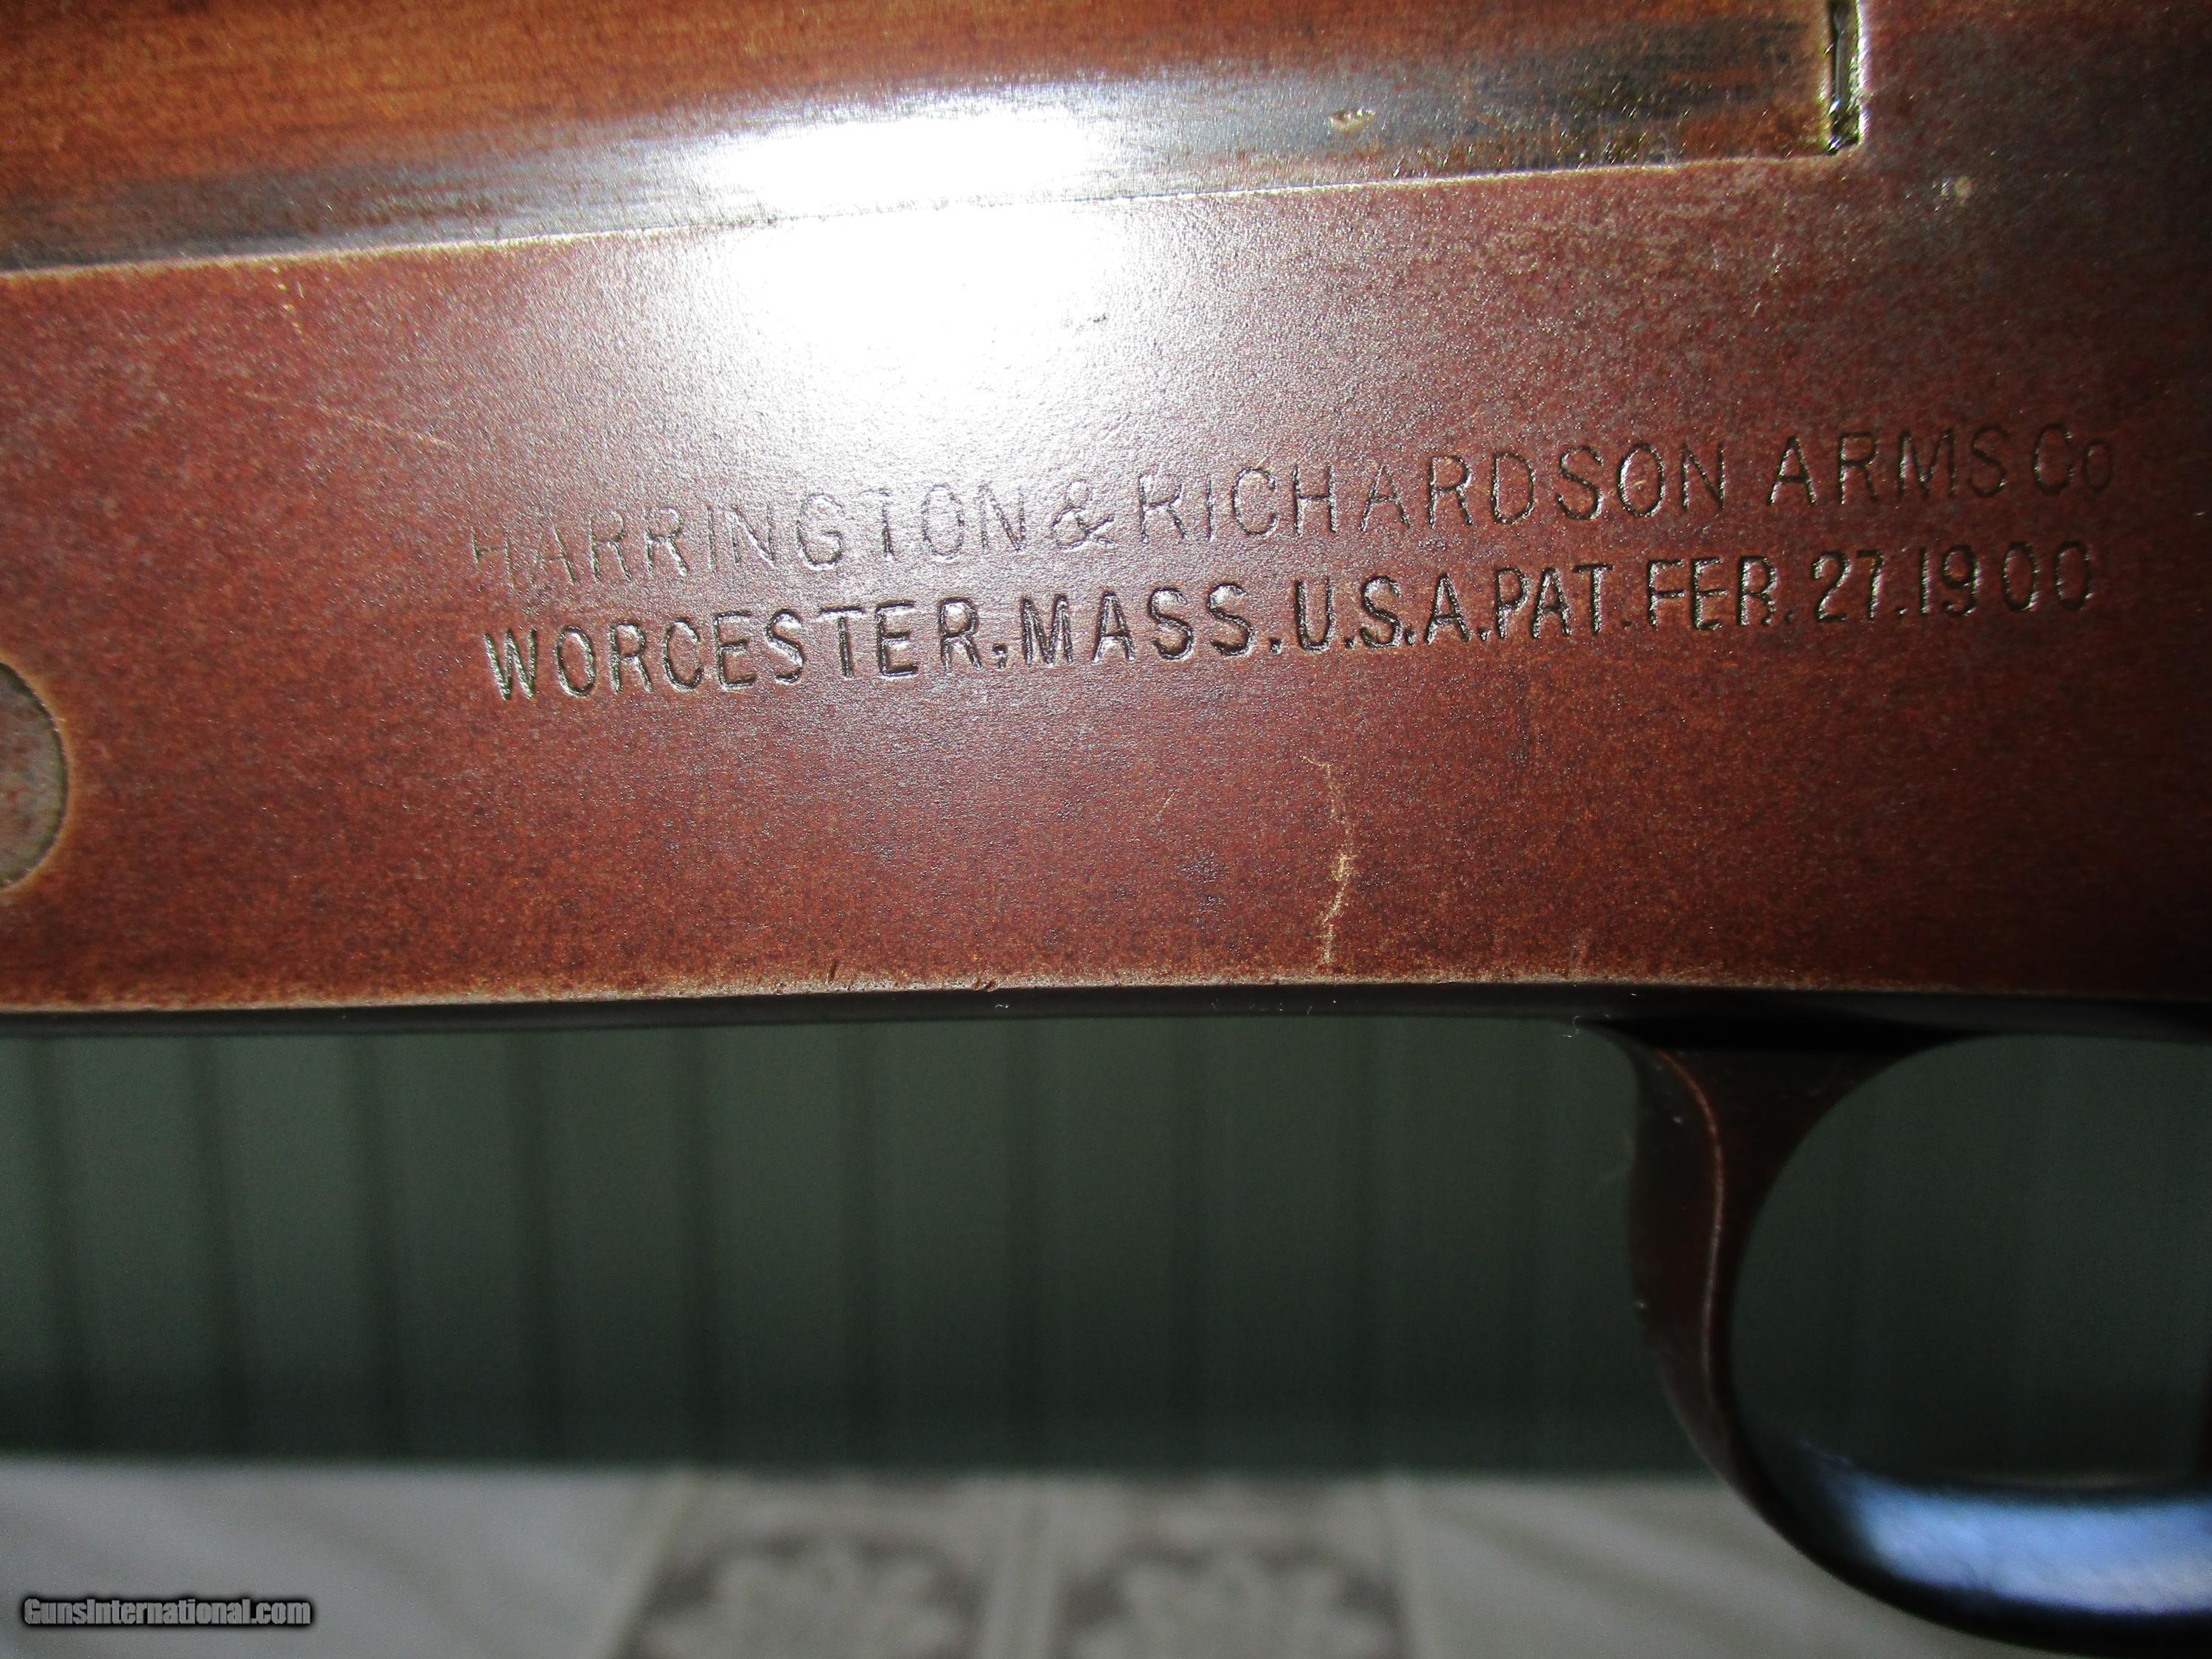 HARRINGTON & RICHARDSON ARMS Co
WORCESTER, MASS. U.S.A. PAT. FEB. 27. 1900
GunsInternational.com